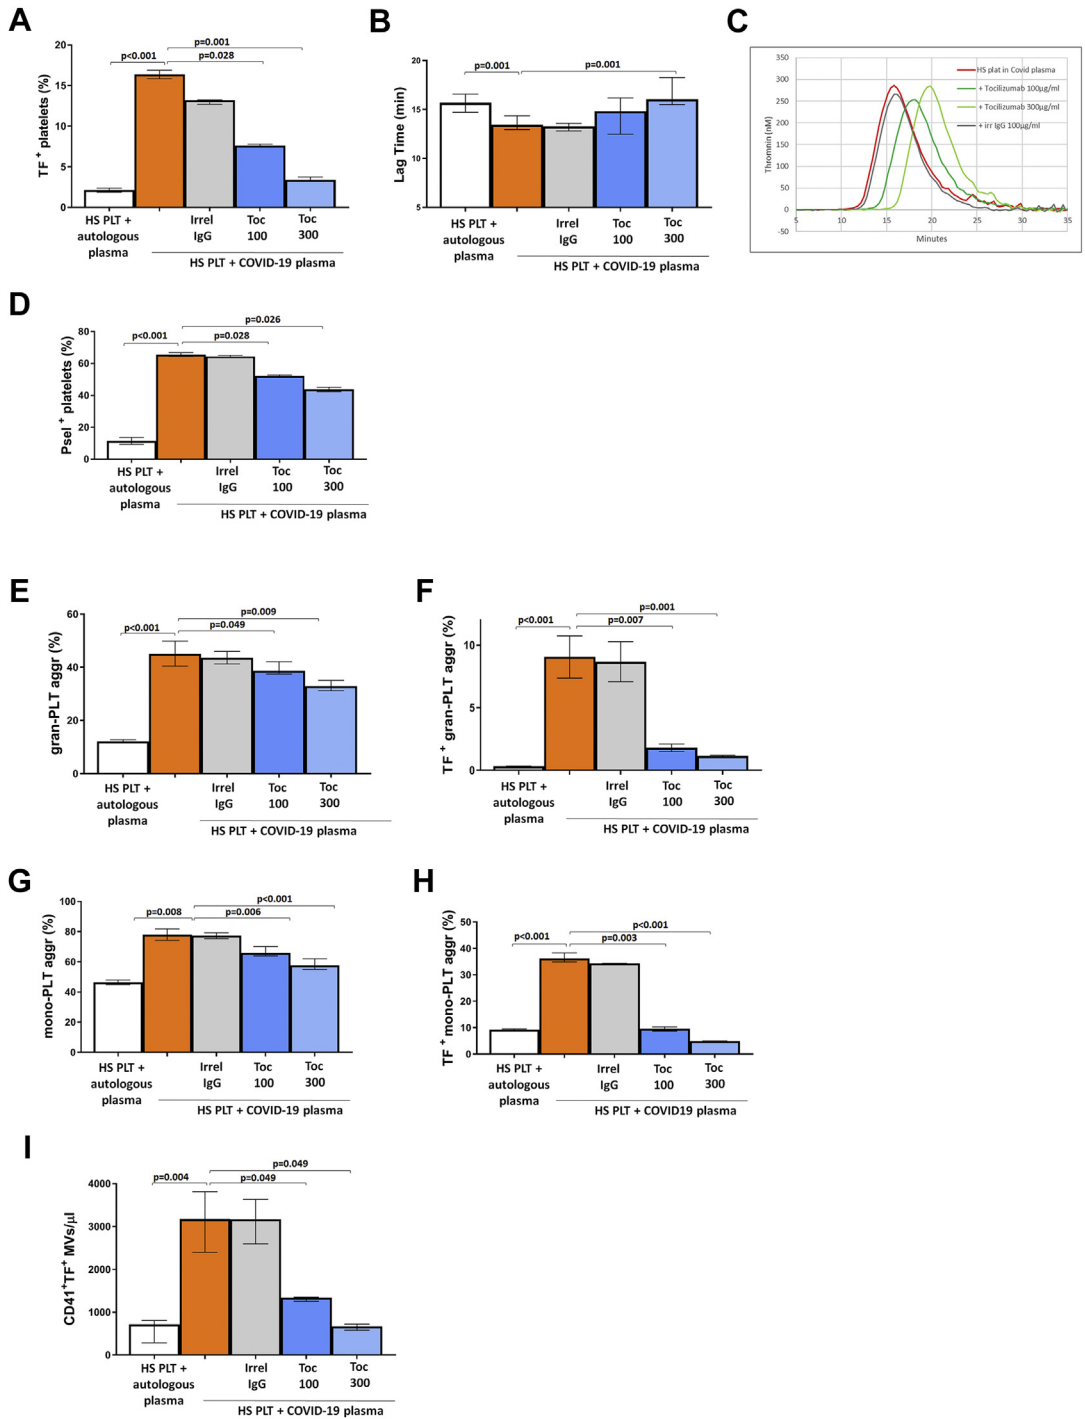 A
TF + platelets (%)
20
15
10
5
0
p<0.001
p=0.001
p=0.028
HS PLT +
autologous
plasma
Irrel
IgG
Toc
100
Toc
300
HS PLT + COVID-19 plasma
B
Lag Time (min)
20
15
10
5
p=0.001
p=0.001
HS PLT +
autologous
plasma
Irrel
IgG
Toc
100
Toc
300
HS PLT + COVID-19 plasma
C
Thromnin (nM)
350
300
250
200
150
100
50
0
-50
5
10
15
20
25
30
35
Minutes
HS plat in Covid plasma
+ Tocilizumab 100µg/ml
+ Tocilizumab 300µg/ml
+ irr IgG 100µg/ml
D
Psel + platelets (%)
80
60
40
20
0
p<0.001
p=0.026
p=0.028
HS PLT +
autologous
plasma
Irrel
IgG
Toc
100
Toc
300
HS PLT + COVID-19 plasma
E
gran-PLT aggr (%)
60
40
20
0
p<0.001
p=0.009
p=0.049
HS PLT +
autologous
plasma
Irrel
IgG
Toc
100
Toc
300
HS PLT + COVID-19 plasma
F
TF + gran-PLT aggr (%)
10
5
0
p<0.001
p=0.001
p=0.007
HS PLT +
autologous
plasma
Irrel
IgG
Toc
100
Toc
300
HS PLT + COVID-19 plasma
G
mono-PLT aggr (%)
100
80
60
40
20
0
p=0.008
p<0.001
p=0.006
HS PLT +
autologous
plasma
Irrel
IgG
Toc
100
Toc
300
HS PLT + COVID-19 plasma
H
TF + mono-PLT aggr (%)
50
40
30
20
10
0
p<0.001
p<0.001
p=0.003
HS PLT +
autologous
plasma
Irrel
IgG
Toc
100
Toc
300
HS PLT + COVID19 plasma
I
CD41+TF+ MVs/µl
4000
3000
2000
1000
0
p=0.004
p=0.049
p=0.049
HS PLT +
autologous
plasma
Irrel
IgG
Toc
100
Toc
300
HS PLT + COVID-19 plasma